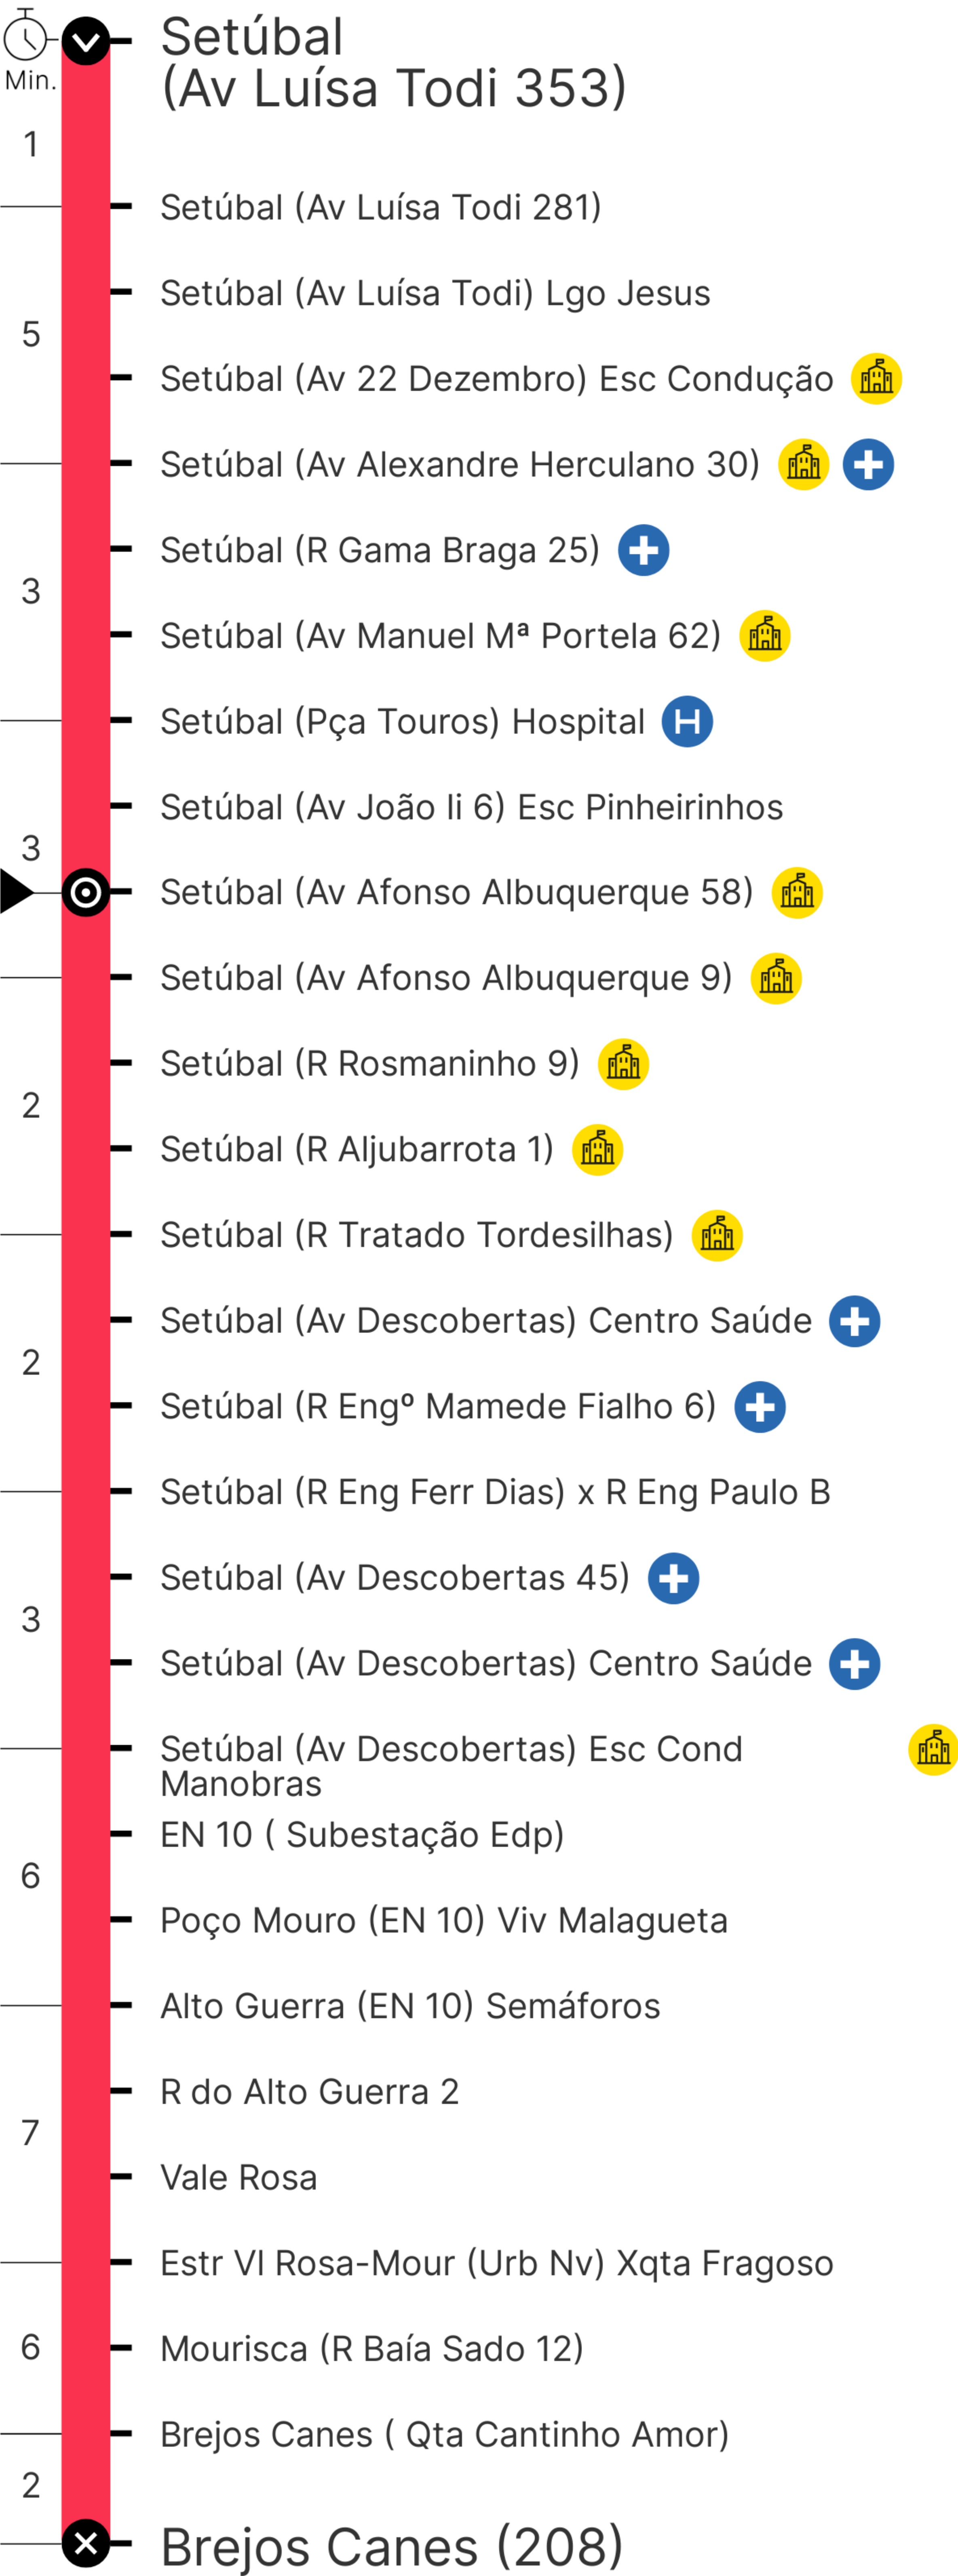 Setúbal
(Av Luísa Todi 353)
Min.
1
Setúbal (Av Luísa Todi 281)
Setúbal (Av Luísa Todi) Lgo Jesus
5
Setúbal (Av 22 Dezembro) Esc Condução
Setúbal (Av Alexandre Herculano 30)
Setúbal (R Gama Braga 25)
3
Setúbal (Av Manuel Mª Portela 62)
Setúbal (Pça Touros) Hospital H
Setúbal (Av João Ii 6) Esc Pinheirinhos
3
Setúbal (Av Afonso Albuquerque 58)
Setúbal (Av Afonso Albuquerque 9)
Setúbal (R Rosmaninho 9)
2
Setúbal (R Aljubarrota 1)
Setúbal (R Tratado Tordesilhas)
Setúbal (Av Descobertas) Centro Saúde
2
Setúbal (R Engº Mamede Fialho 6)
Setúbal (R Eng Ferr Dias) x R Eng Paulo B
Setúbal (Av Descobertas 45)
3
Setúbal (Av Descobertas) Centro Saúde
Setúbal (Av Descobertas) Esc Cond
Manobras
EN 10 ( Subestação Edp)
6
Poço Mouro (EN 10) Viv Malagueta
Alto Guerra (EN 10) Semáforos
R do Alto Guerra 2
7
Vale Rosa
Estr Vl Rosa-Mour (Urb Nv) Xqta Fragoso
6
Mourisca (R Baía Sado 12)
Brejos Canes ( Qta Cantinho Amor)
2
Brejos Canes (208)